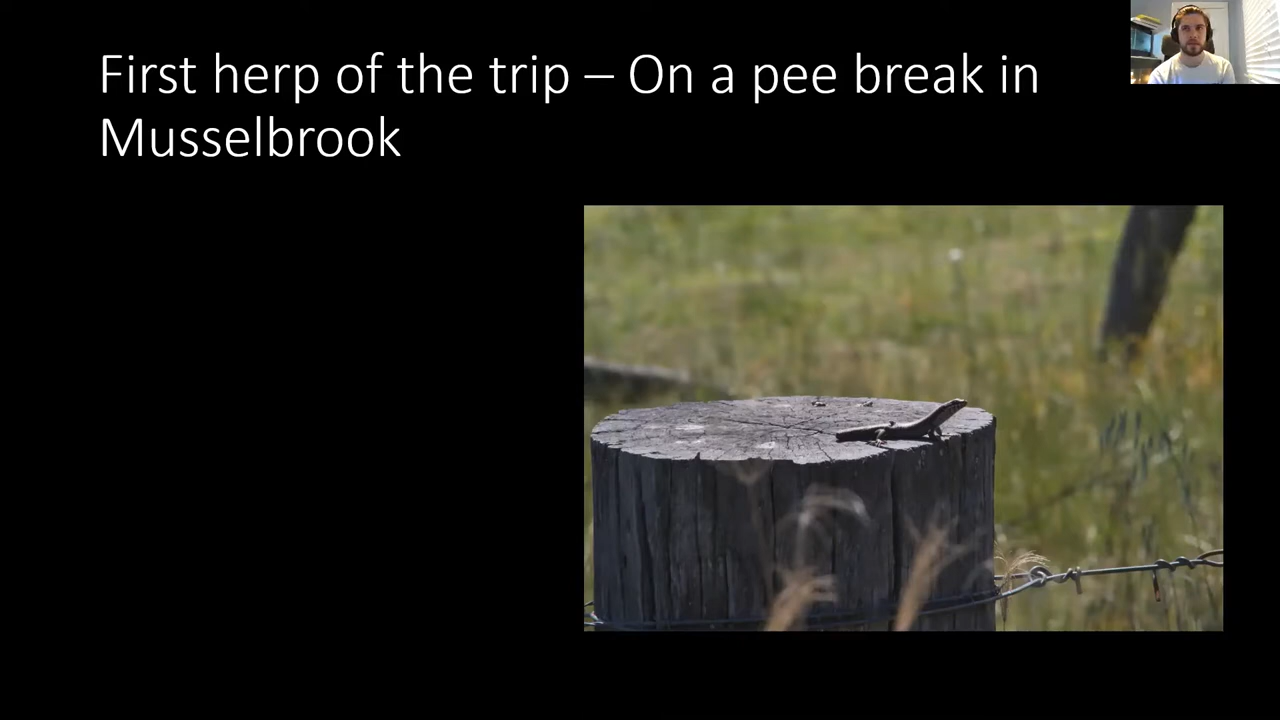 First herp of the trip – On a pee break in
Musselbrook